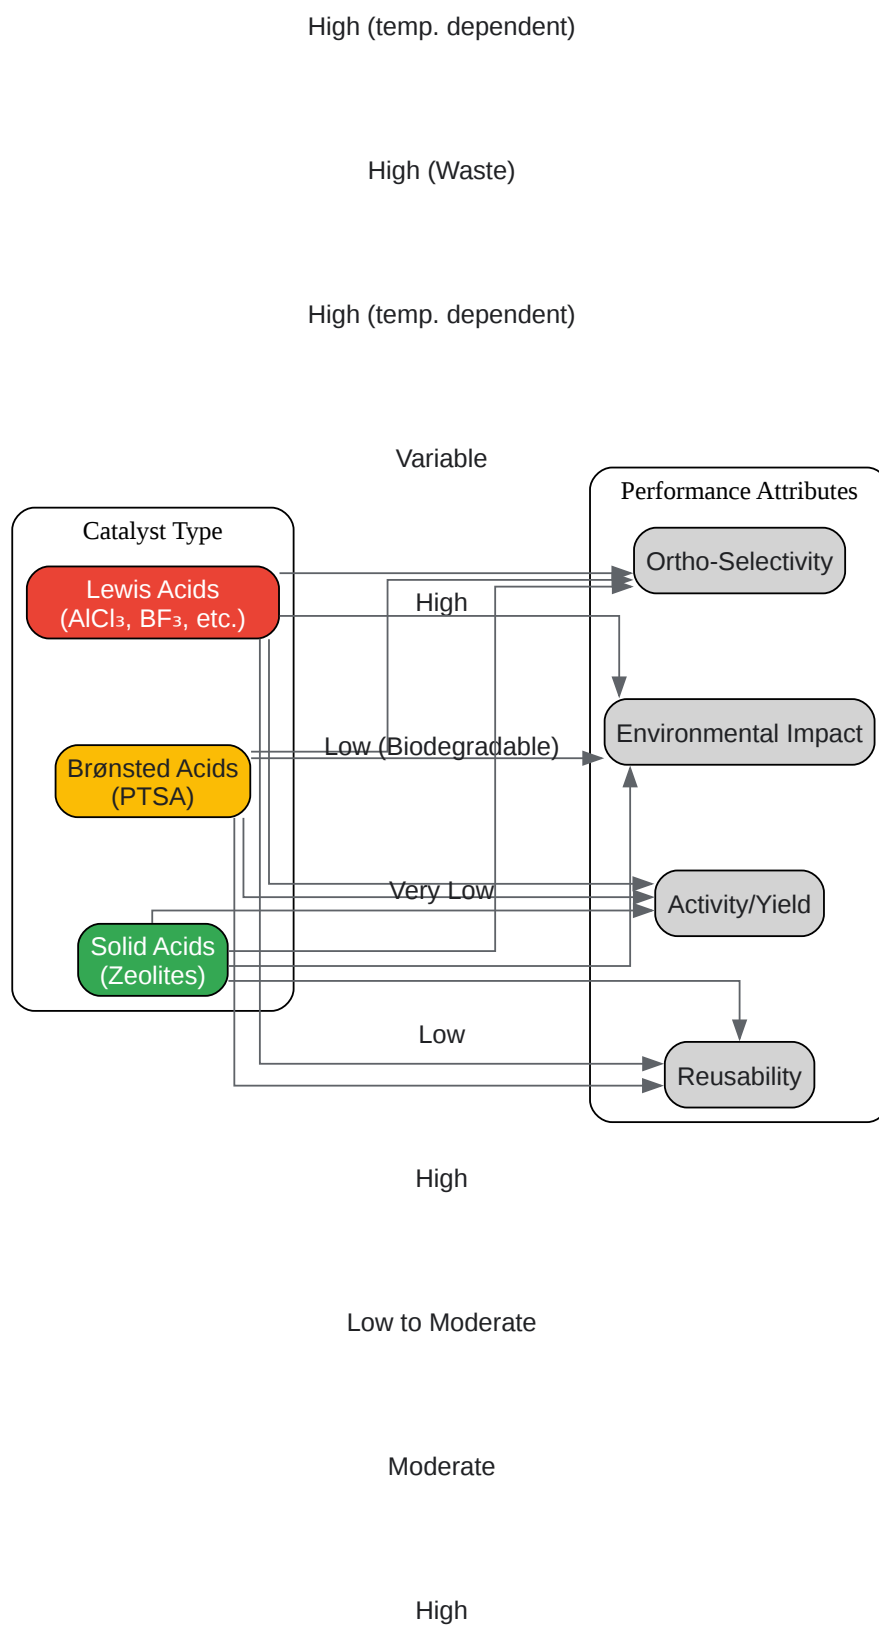 High (temp. dependent)
High (Waste)
High (temp. dependent)
Variable
Performance Attributes
Catalyst Type
Ortho-Selectivity
Lewis Acids
(AlCl₃, BF₃, etc.)
High
Environmental Impact
Low (Biodegradable)
Brønsted Acids
(PTSA)
Very Low
Activity/Yield
Solid Acids
(Zeolites)
Low
Reusability
High
Low to Moderate
Moderate
High